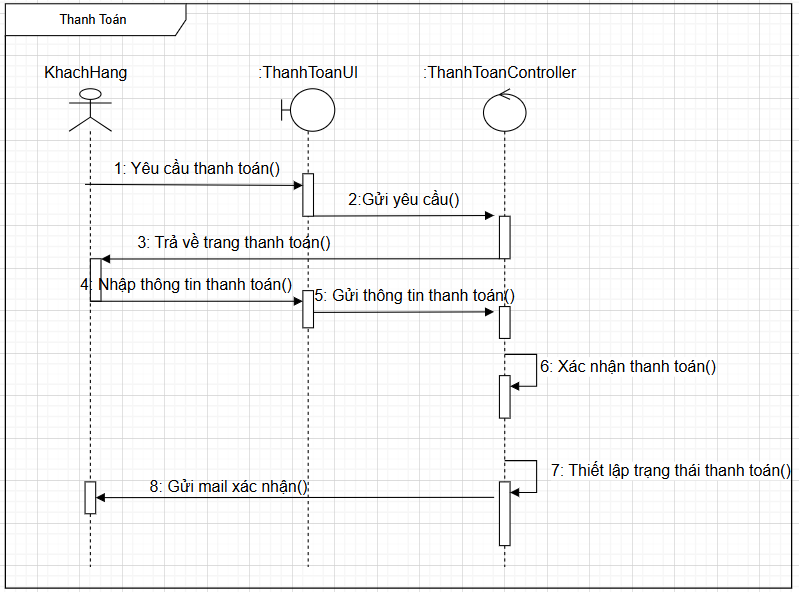 Thanh Toán
KhachHang
:ThanhToanUI
:ThanhToanController
1: Yêu cầu thanh toán()
2:Gửi yêu cầu()
3: Trả về trang thanh toán()
4: Nhập thông tin thanh toán()
5: Gửi thông tin thanh toán()
6: Xác nhận thanh toán()
7: Thiết lập trạng thái thanh toán()
8: Gửi mail xác nhận()